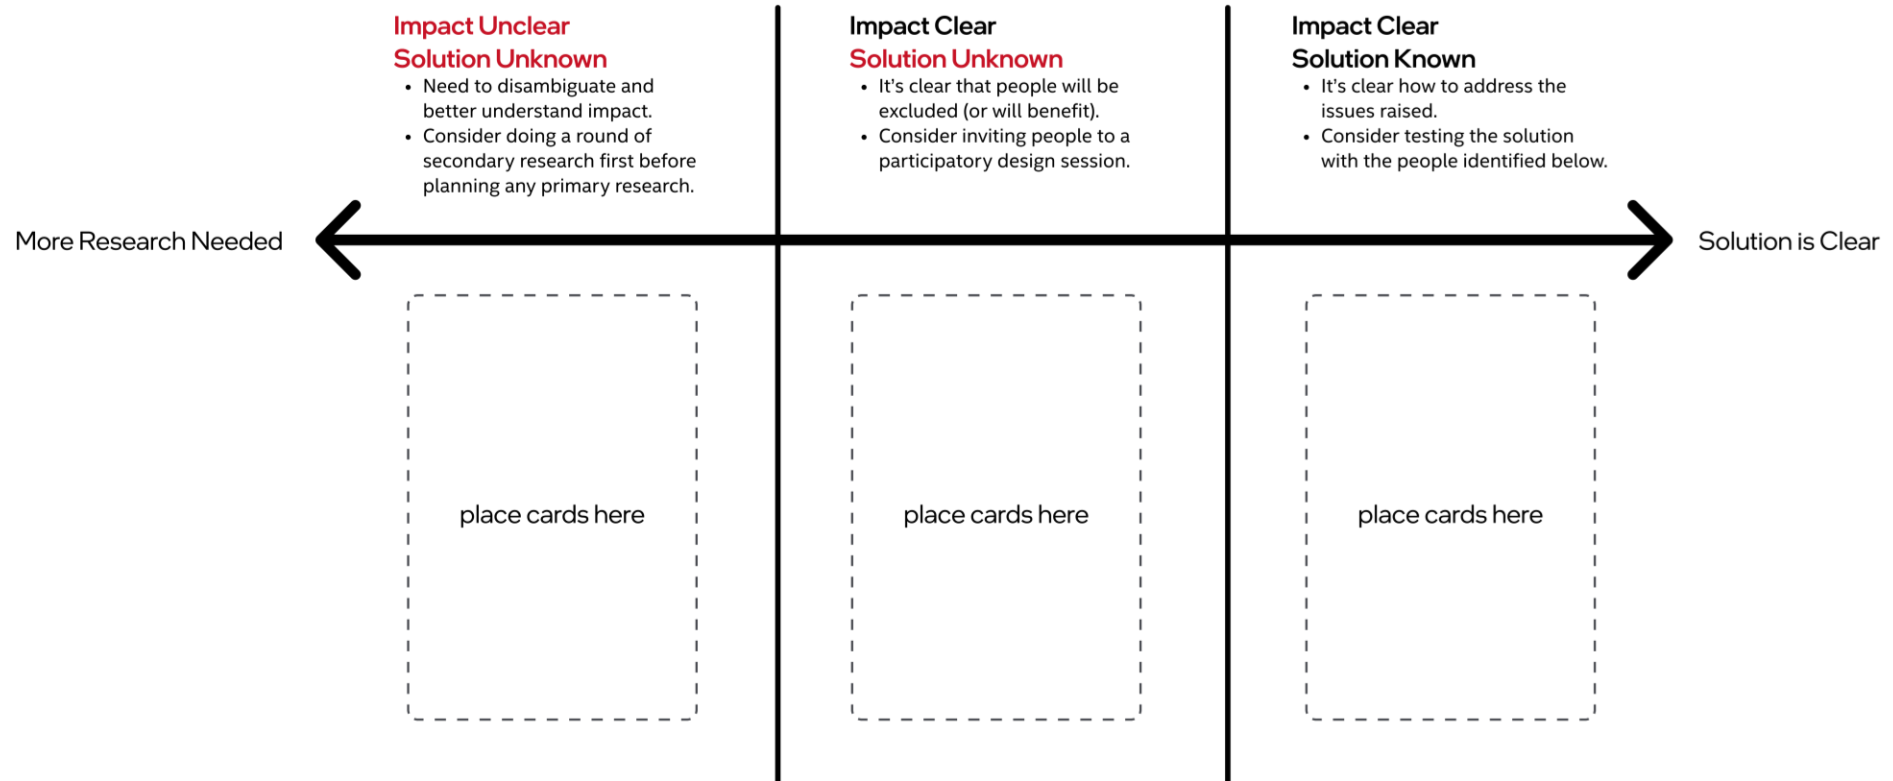 Impact Unclear
Solution Unknown
• Need to disambiguate and
better understand impact.
• Consider doing a round of
secondary research first before
planning any primary research.
Impact Clear
Solution Unknown
• It's clear that people will be
excluded (or will benefit).
• Consider inviting people to a
participatory design session.
Impact Clear
Solution Known
• It's clear how to address the
issues raised.
• Consider testing the solution
with the people identified below.
More Research Needed
Solution is Clear
place cards here
place cards here
place cards here